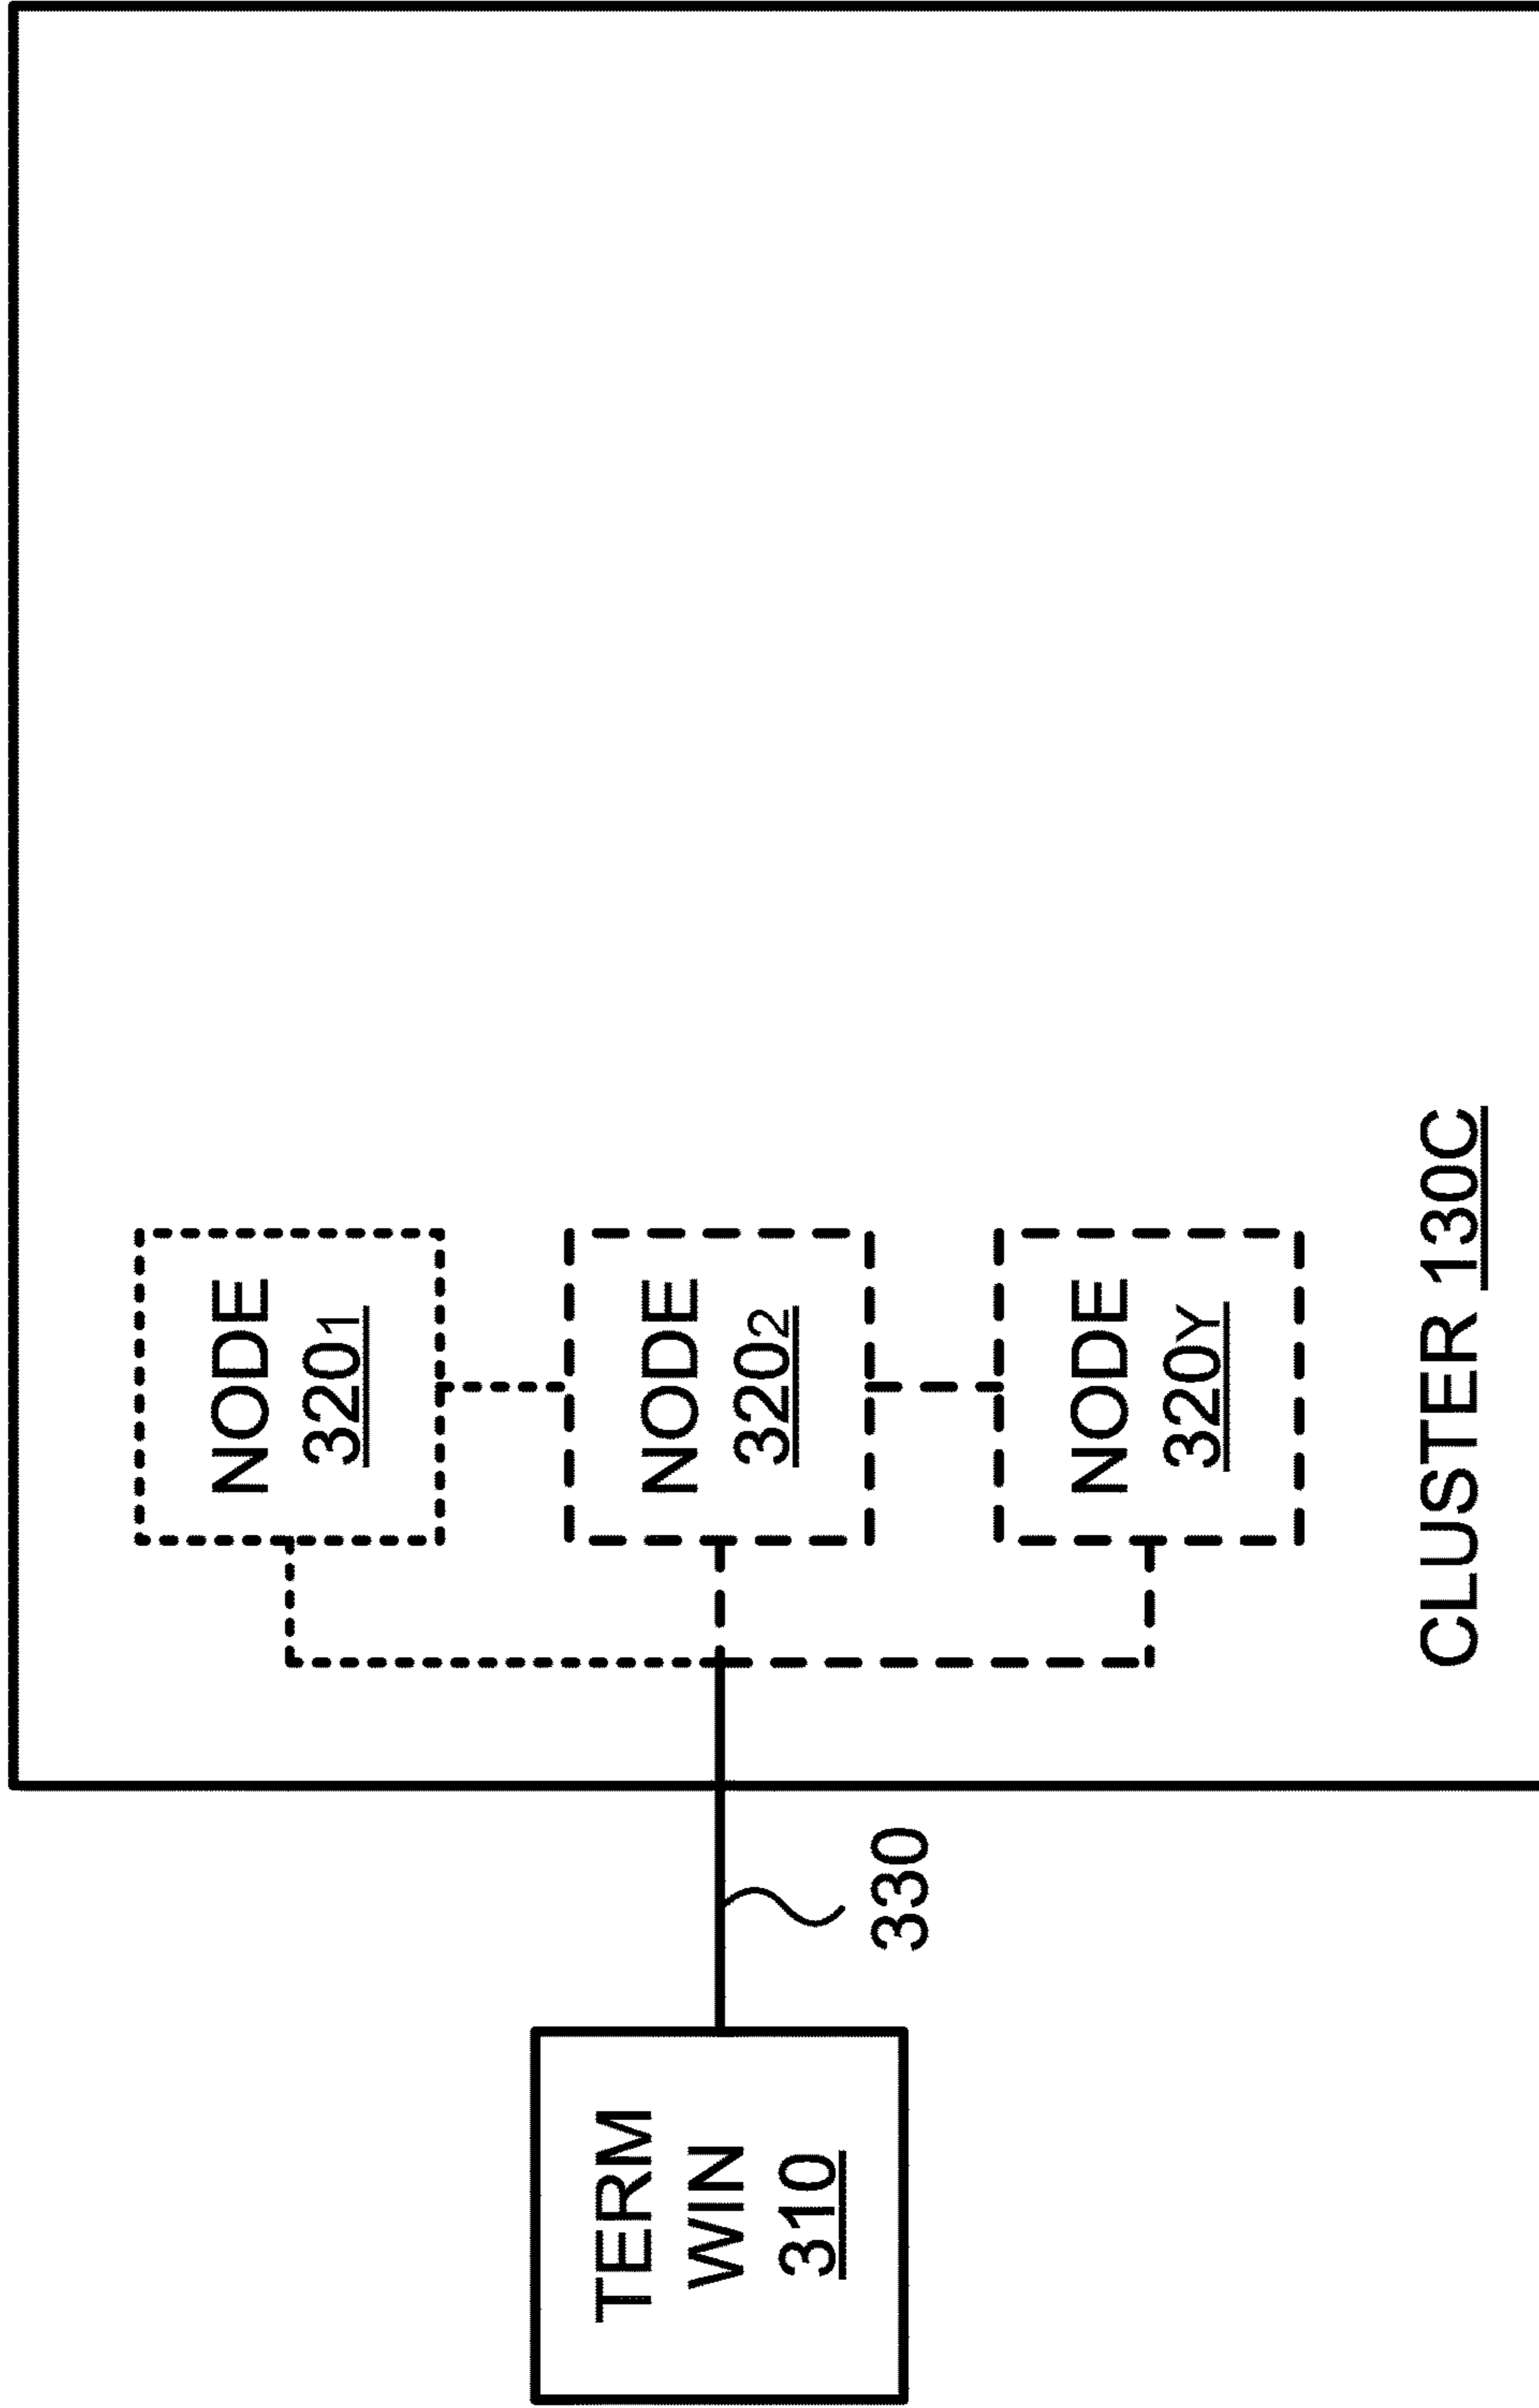 NODE
320₁
NODE
320₂
NODE
320Y
CLUSTER 130C
330
TERM
WIN
310